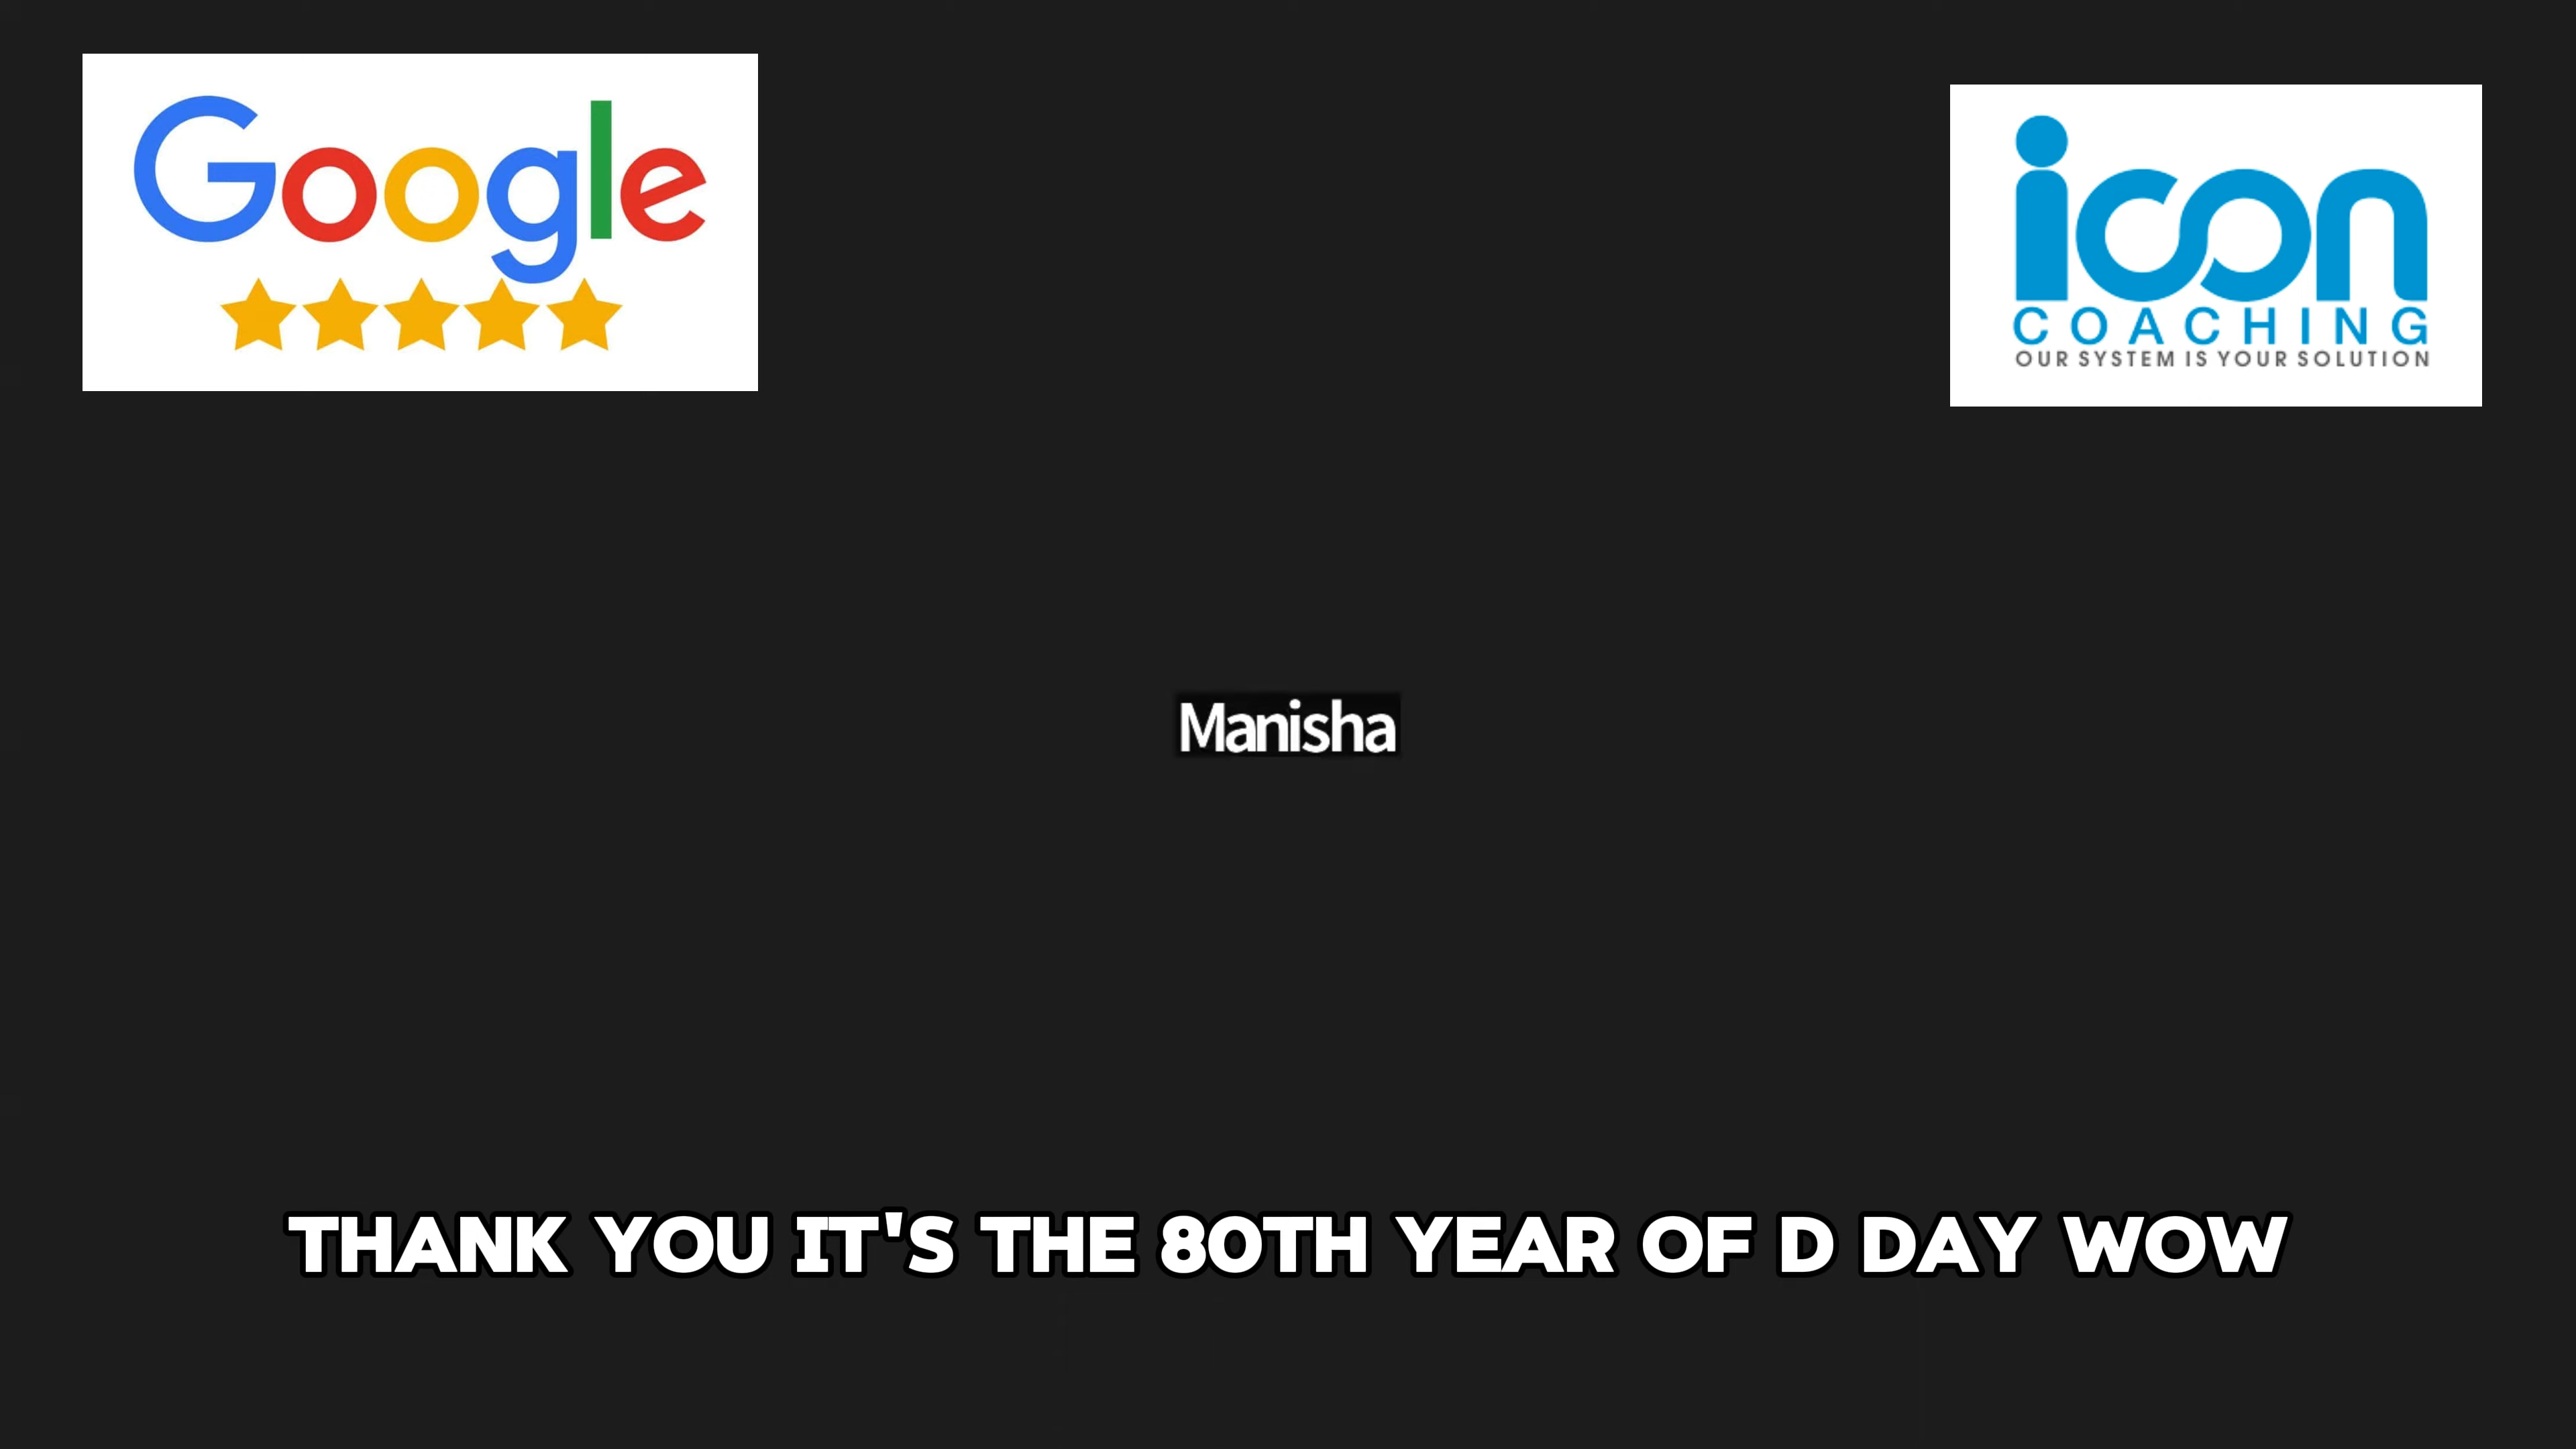 Google
icon
COACHING
OUR SYSTEM IS YOUR SOLUTION
Manisha
THANK YOU IT'S THE 80TH YEAR OF D DAY WOW